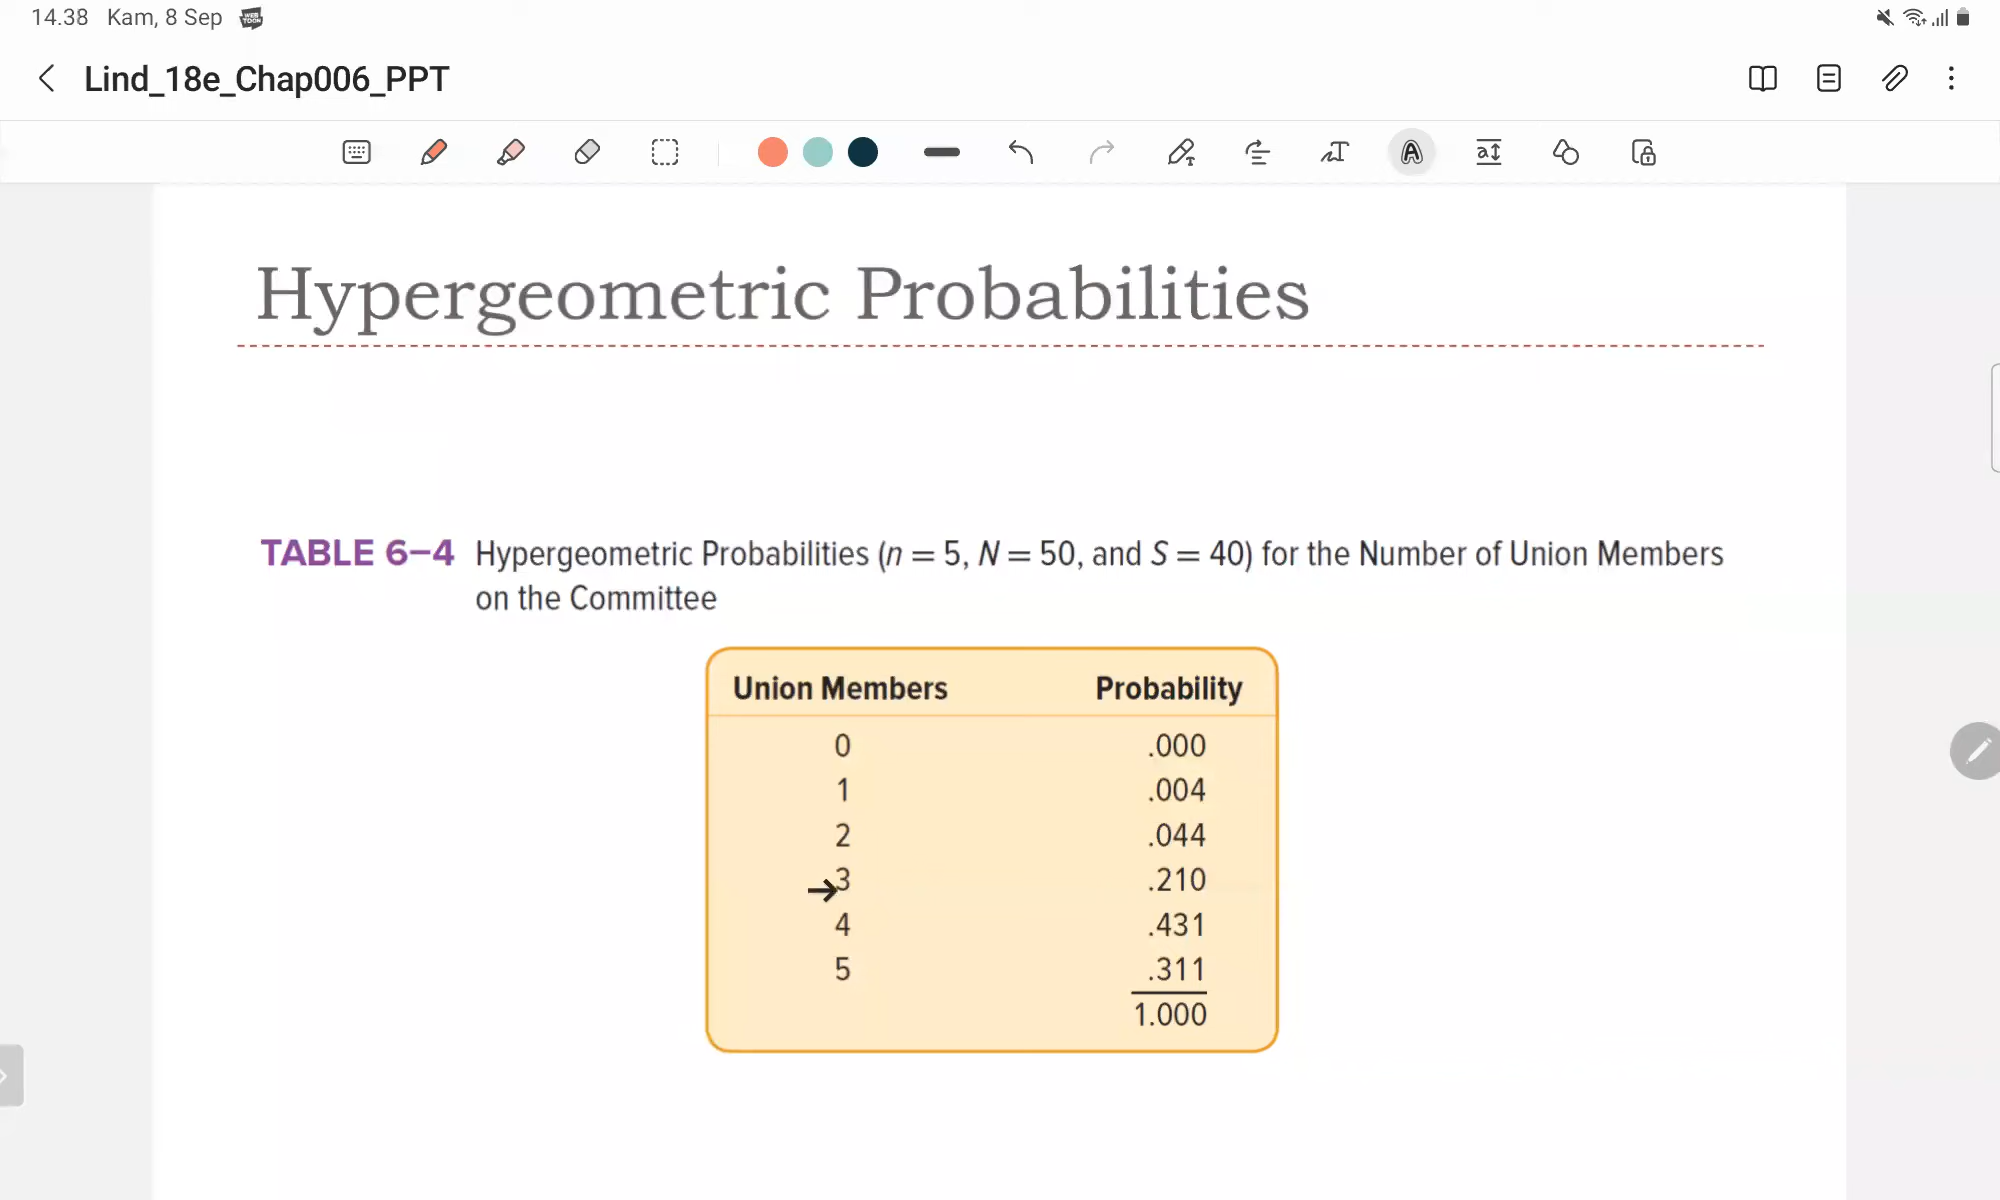 14.38 Kam, 8 Sep WEB TOON
Lind_18e_Chap006_PPT
Hypergeometric Probabilities
TABLE 6–4 Hypergeometric Probabilities (n = 5, N = 50, and S = 40) for the Number of Union Members
on the Committee
Union Members Probability
0 .000
1 .004
2 .044
→3 .210
4 .431
5 .311
1.000